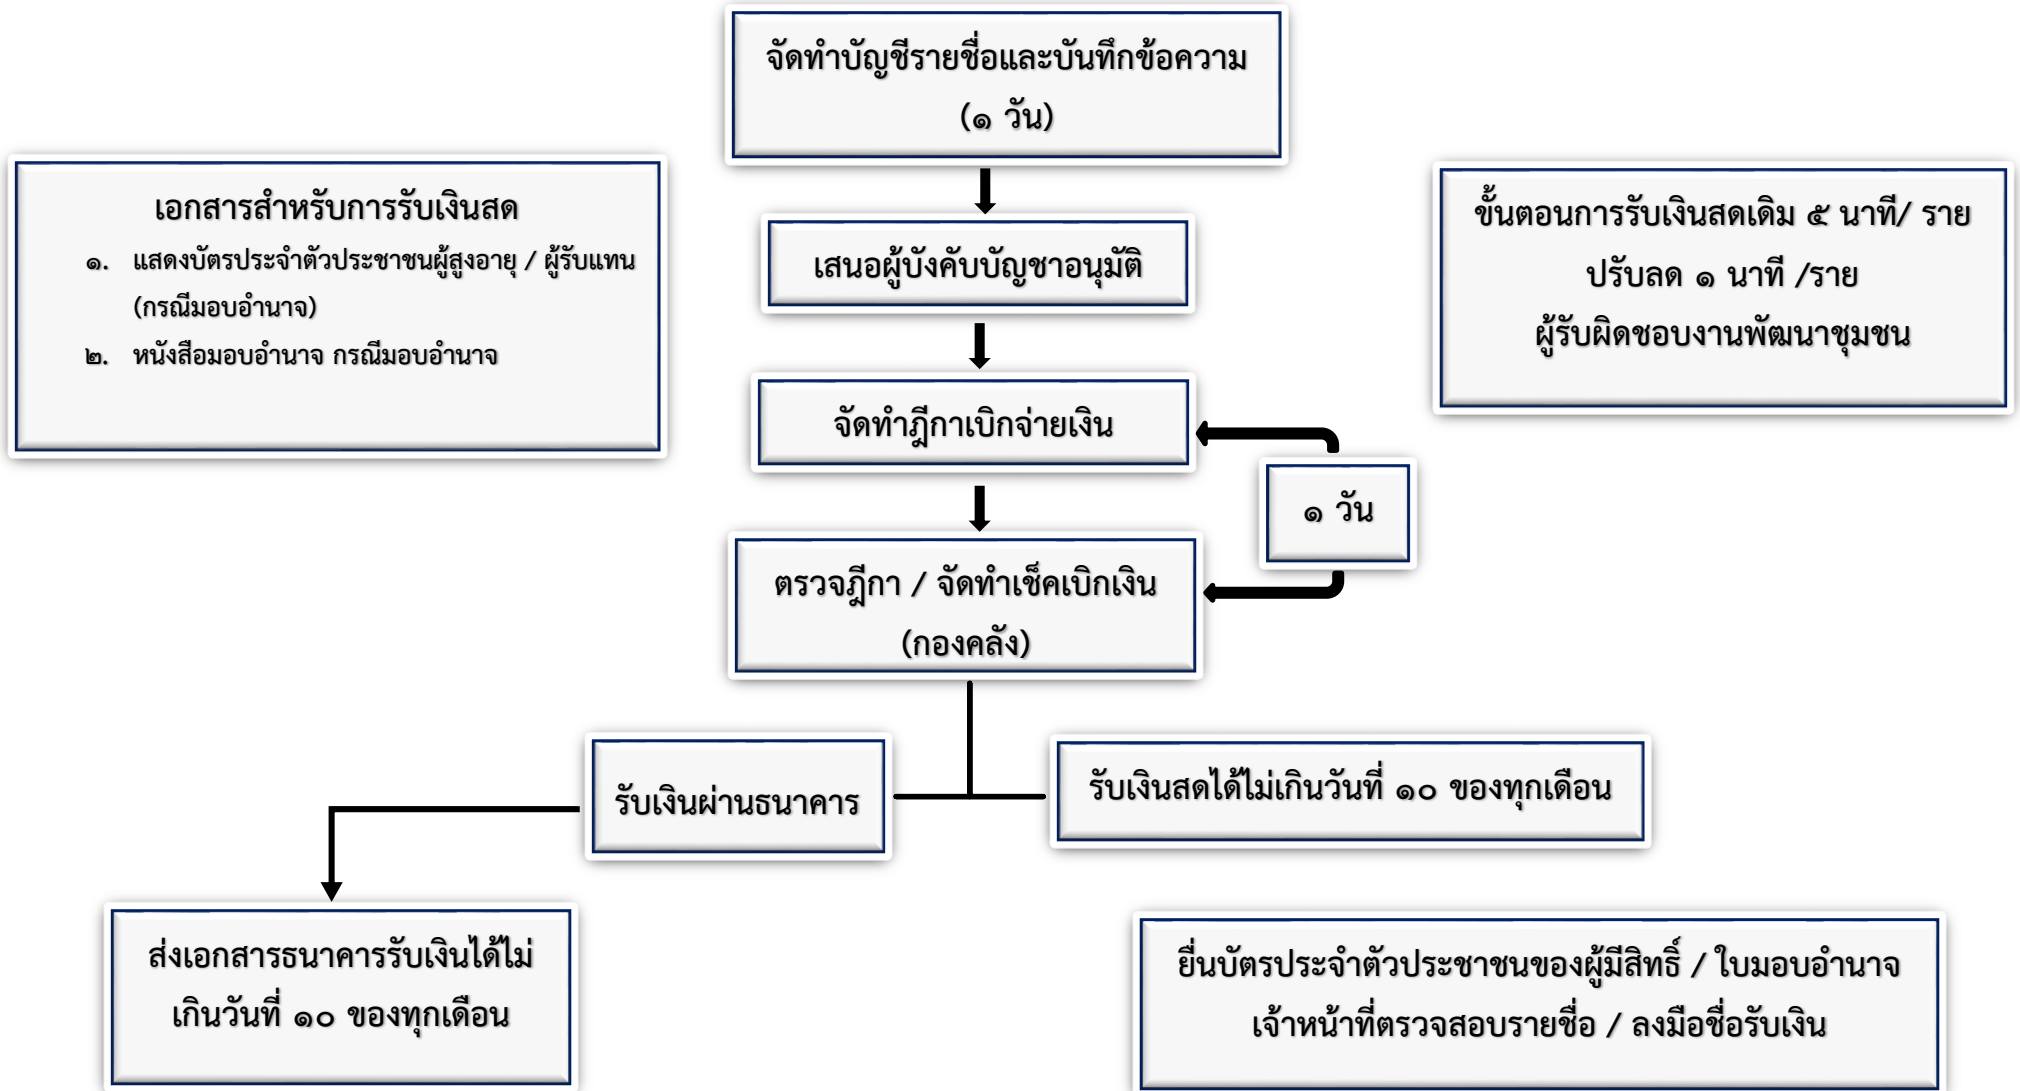 จัดทำบัญชีรายชื่อและบันทึกข้อความ
(๑ วัน)
เอกสารสำหรับการรับเงินสด
๑. แสดงบัตรประจำตัวประชาชนผู้สูงอายุ / ผู้รับแทน
(กรณีมอบอำนาจ)
๒. หนังสือมอบอำนาจ กรณีมอบอำนาจ
เสนอผู้บังคับบัญชาอนุมัติ
ขั้นตอนการรับเงินสดเดิม ๕ นาที/ ราย
ปรับลด ๑ นาที /ราย
ผู้รับผิดชอบงานพัฒนาชุมชน
จัดทำฎีกาเบิกจ่ายเงิน
๑ วัน
ตรวจฎีกา / จัดทำเช็คเบิกเงิน
(กองคลัง)
รับเงินผ่านธนาคาร
รับเงินสดได้ไม่เกินวันที่ ๑๐ ของทุกเดือน
ส่งเอกสารธนาคารรับเงินได้ไม่
เกินวันที่ ๑๐ ของทุกเดือน
ยื่นบัตรประจำตัวประชาชนของผู้มีสิทธิ์ / ใบมอบอำนาจ
เจ้าหน้าที่ตรวจสอบรายชื่อ / ลงมือชื่อรับเงิน